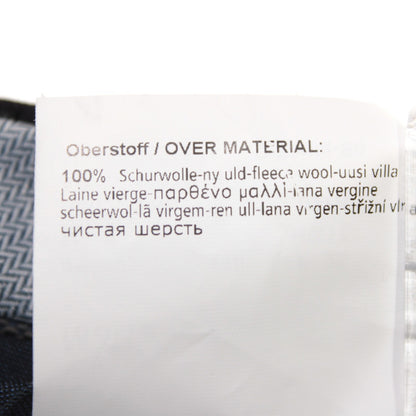 Oberstoff / OVER MATERIAL:
100% Schurwolle-ny uld-fleece wool-uusi villa
Laine vierge-παρθένο μαλλί-lana vergine
scheerwol-lã virgem-ren ull-lana virgen-střižní
чистая шерсть